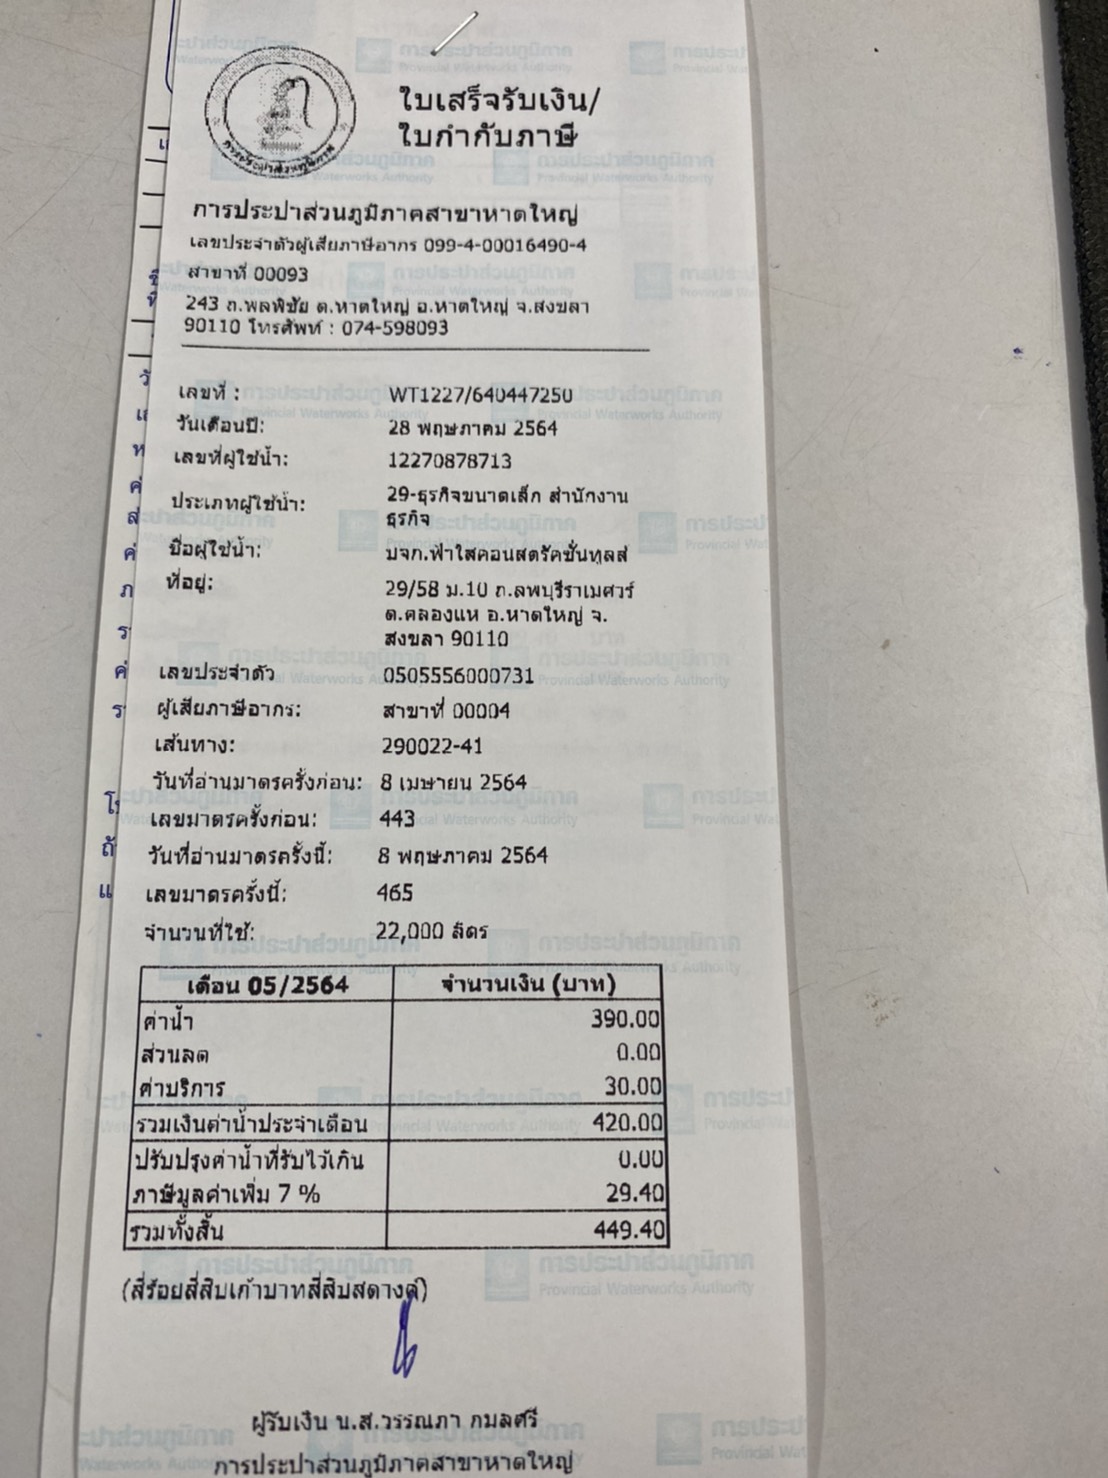 ใบเสร็จรับเงิน/
ใบกำกับภาษี
การประปาส่วนภูมิภาค
การประปาส่วนภูมิภาคสาขาหาดใหญ่
เลขประจำตัวผู้เสียภาษีอากร 099-4-00016490-4
สาขาที่ 00093
243 ถ.พลพิชัย ต.หาดใหญ่ อ.หาดใหญ่ จ.สงขลา
90110 โทรศัพท์ : 074-598093
เลขที่ : WT1227/640447250
วันเดือนปี: 28 พฤษภาคม 2564
เลขที่ผู้ใช้น้ำ: 12270878713
ประเภทผู้ใช้น้ำ: 29-ธุรกิจขนาดเล็ก สำนักงาน
ธุรกิจ
ชื่อผู้ใช้น้ำ: บจก.ฟ้าใสคอนสตรัคชั่นทูลส์
ที่อยู่: 29/58 ม.10 ถ.ลพบุรีราเมศวร์
ต.คลองแห อ.หาดใหญ่ จ.
สงขลา 90110
เลขประจำตัว 0505556000731
ผู้เสียภาษีอากร: สาขาที่ 00004
เส้นทาง: 290022-41
วันที่อ่านมาตรครั้งก่อน: 8 เมษายน 2564
เลขมาตรครั้งก่อน: 443
วันที่อ่านมาตรครั้งนี้: 8 พฤษภาคม 2564
เลขมาตรครั้งนี้: 465
จำนวนที่ใช้: 22,000 ลิตร
เดือน 05/2564 จำนวนเงิน (บาท)
ค่าน้ำ 390.00
ส่วนลด 0.00
ค่าบริการ 30.00
รวมเงินค่าน้ำประจำเดือน 420.00
ปรับปรุงค่าน้ำที่รับไว้เกิน 0.00
ภาษีมูลค่าเพิ่ม 7 % 29.40
รวมทั้งสิ้น 449.40
(สี่ร้อยสี่สิบเก้าบาทสี่สิบสตางค์)
ผู้รับเงิน น.ส.วรรณภา กมลศรี
การประปาส่วนภูมิภาคสาขาหาดใหญ่